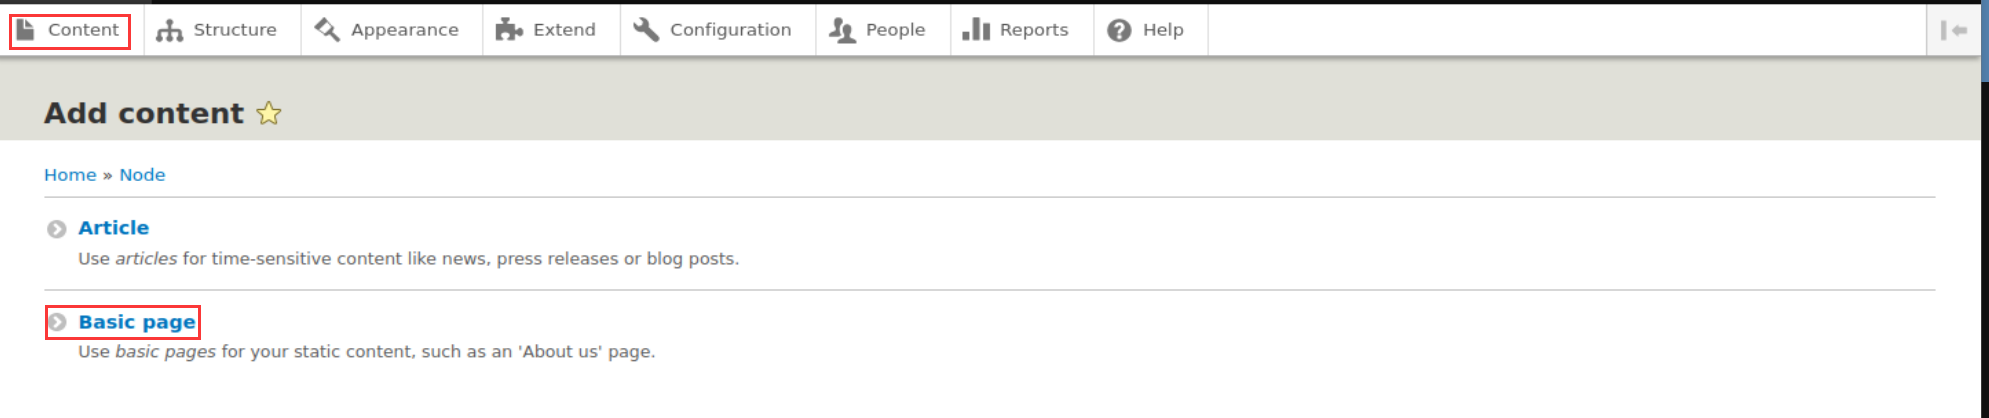 Content Structure Appearance Extend Configuration People Reports Help
Add content
Home » Node
Article
Use articles for time-sensitive content like news, press releases or blog posts.
Basic page
Use basic pages for your static content, such as an 'About us' page.